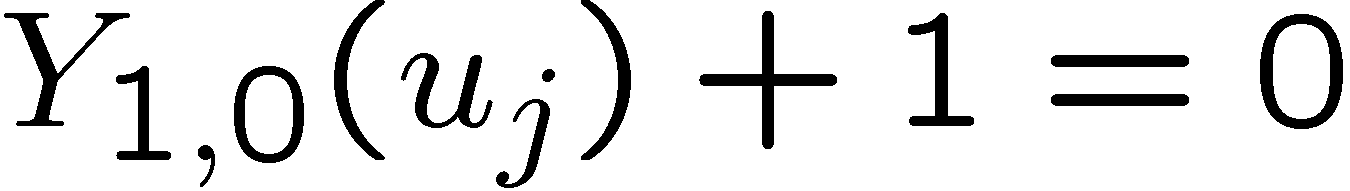 Y_{1,0}(u_j) + 1 = 0